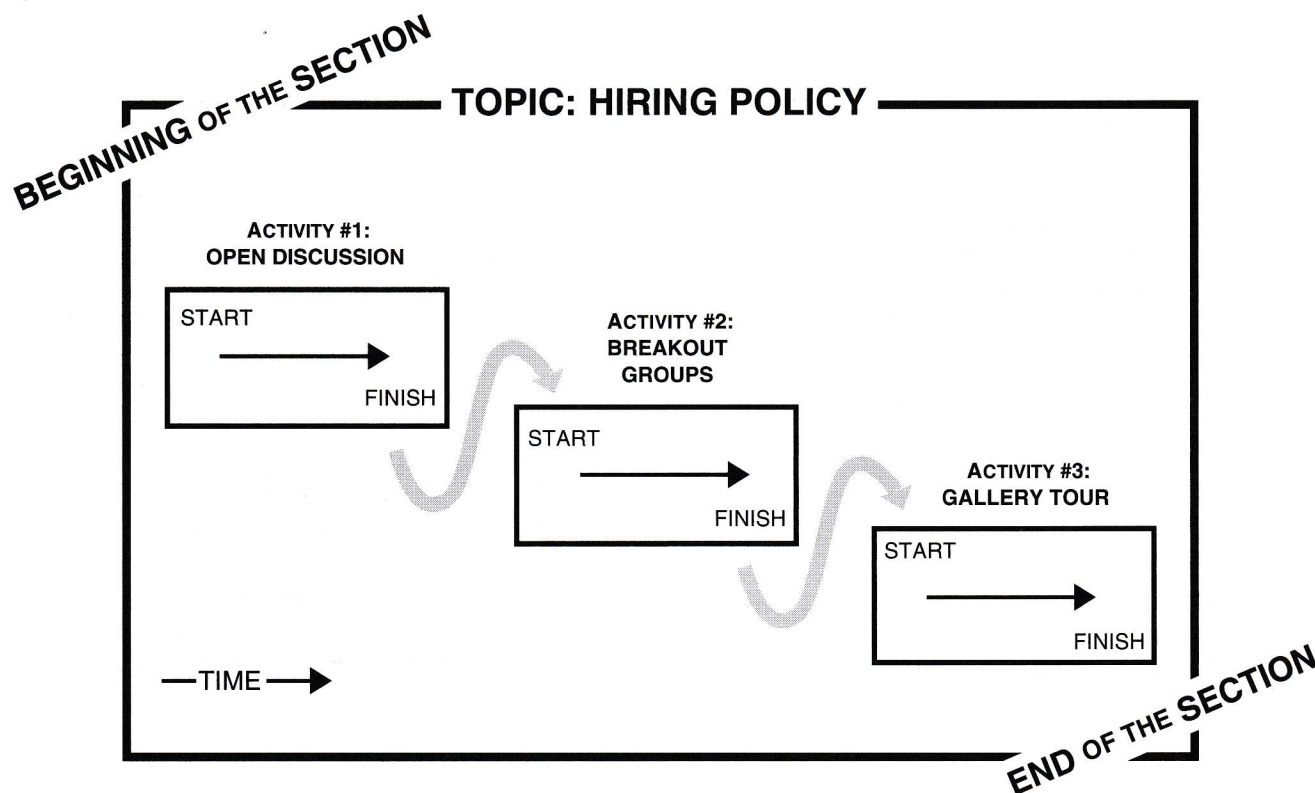 BEGINNING OF THE SECTION
TOPIC: HIRING POLICY
ACTIVITY #1:
OPEN DISCUSSION
START
FINISH
ACTIVITY #2:
BREAKOUT
GROUPS
START
FINISH
ACTIVITY #3:
GALLERY TOUR
START
FINISH
TIME
END OF THE SECTION